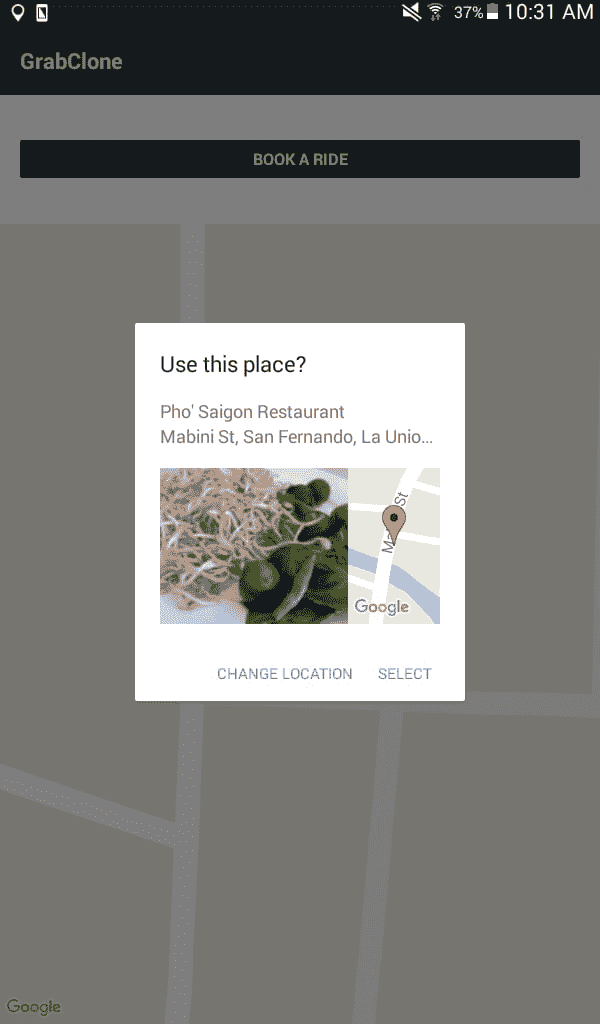 37% 10:31 AM
GrabClone
BOOK A RIDE
Use this place?
Pho' Saigon Restaurant
Mabini St, San Fernando, La Unio...
Ma St
Google
CHANGE LOCATION SELECT
Google